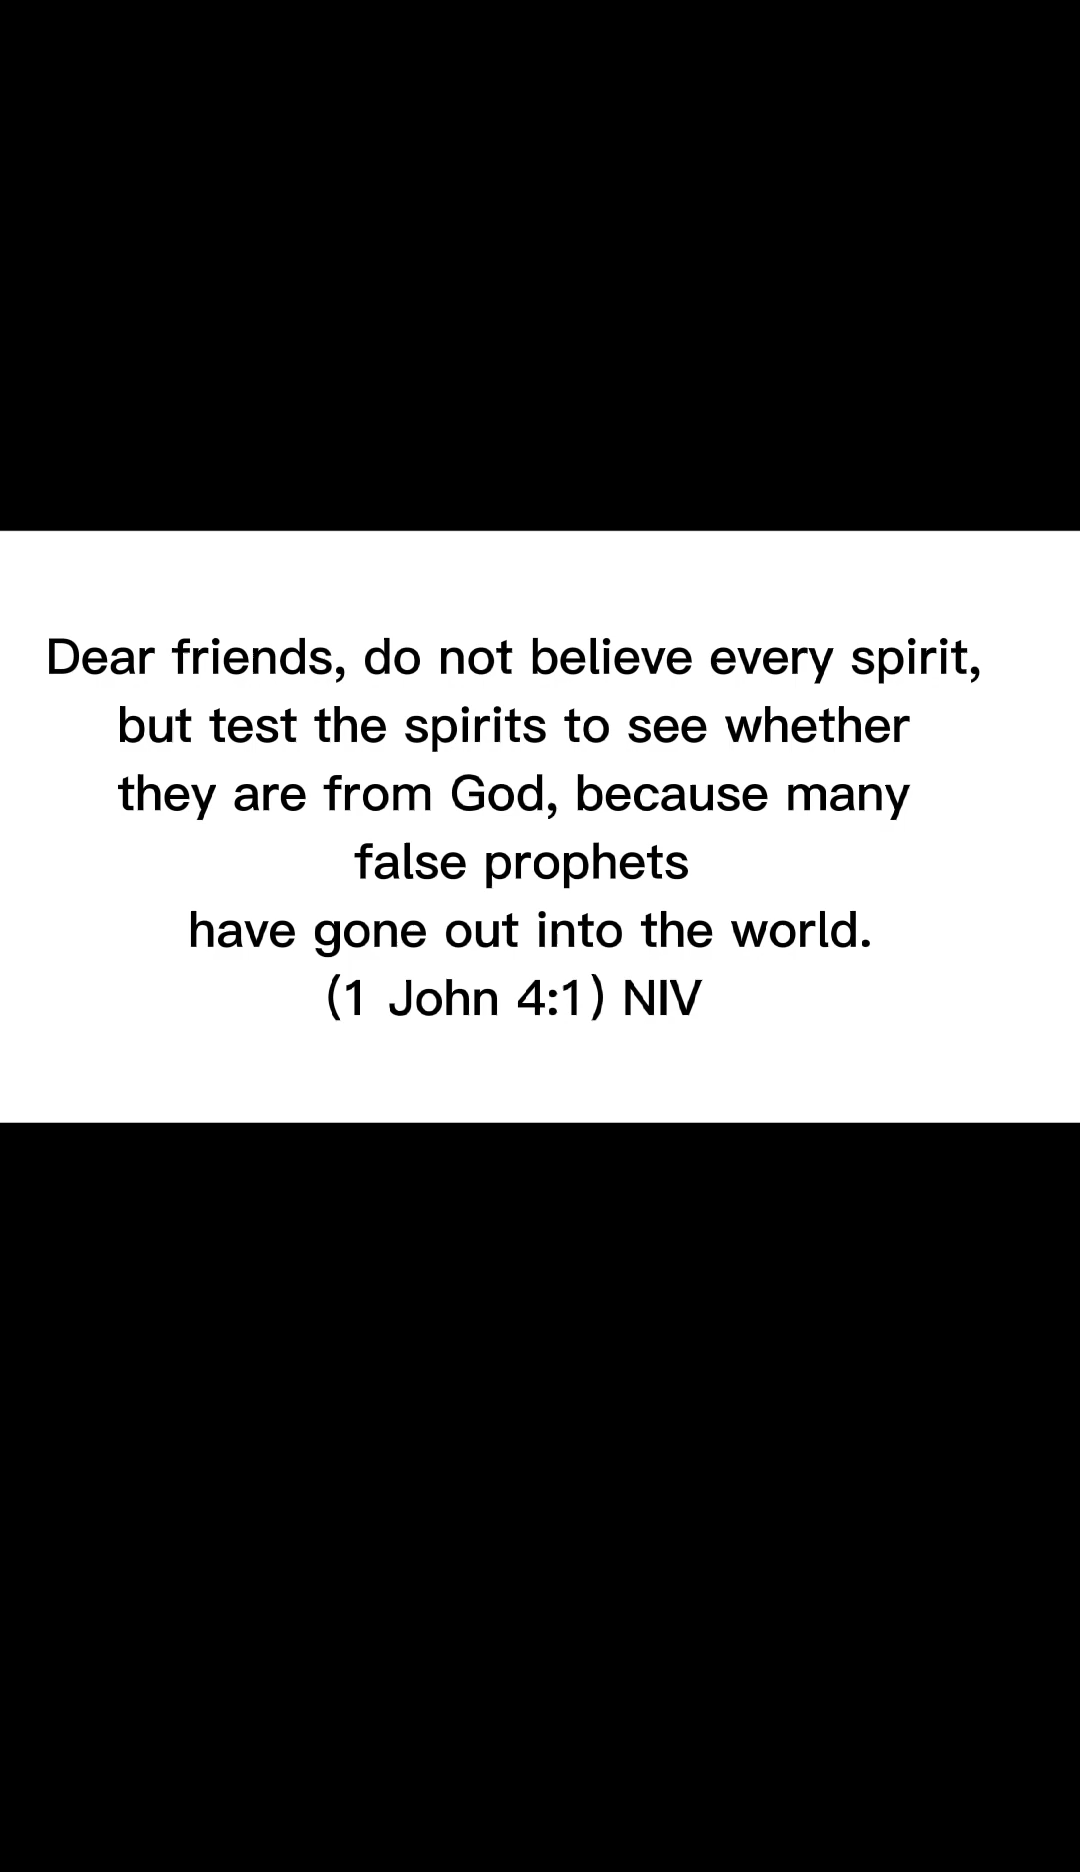 Dear friends, do not believe every spirit,
but test the spirits to see whether
they are from God, because many
false prophets
have gone out into the world.
(1 John 4:1) NIV